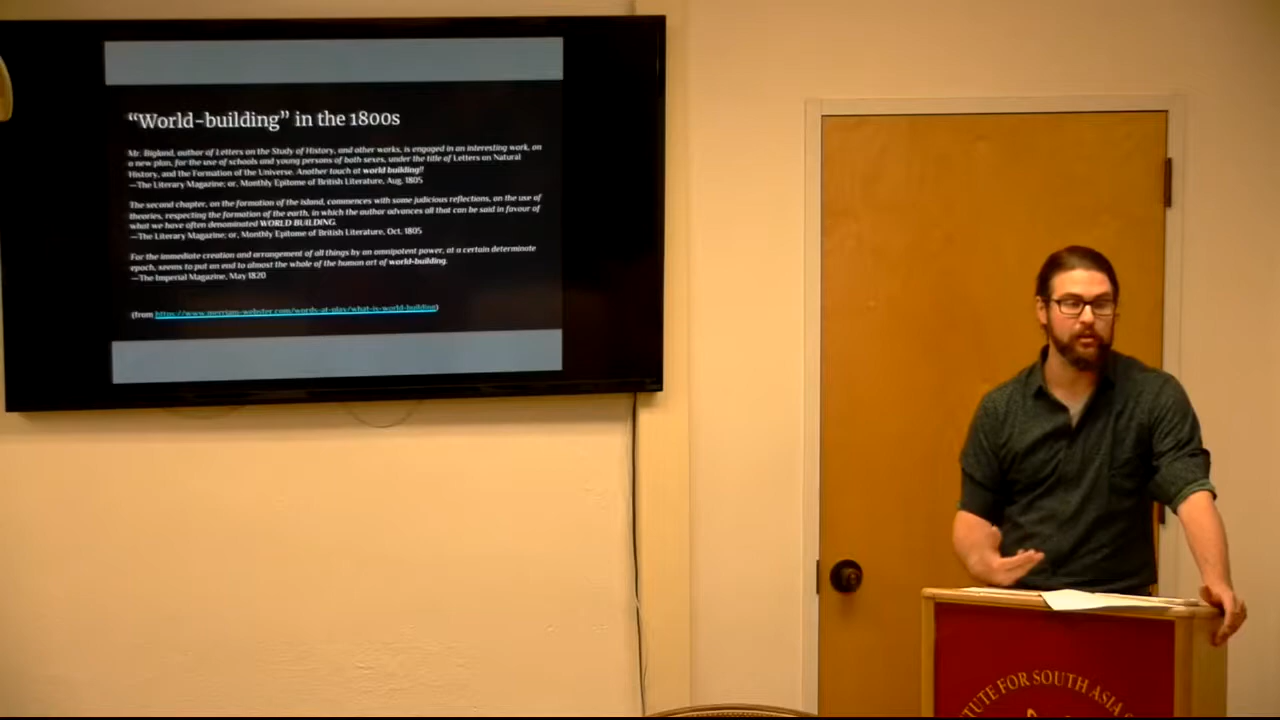 “World-building” in the 1800s
Mr. Bigland, author of Letters on the Study of History, and other works, is engaged in an interesting work, on
a new plan, for the use of schools and young persons of both sexes, under the title of Letters on Natural
History, and the Formation of the Universe. Another touch at world building!!
—The Literary Magazine; or, Monthly Epitome of British Literature, Aug. 1805
The second chapter, on the formation of the island, commences with some judicious reflections, on the use of
theories, respecting the formation of the earth, in which the author advances all that can be said in favour of
what we have often denominated WORLD BUILDING.
—The Literary Magazine; or, Monthly Epitome of British Literature, Oct. 1805
For the immediate creation and arrangement of all things by an omnipotent power, at a certain determinate
epoch, seems to put an end to almost the whole of the human art of world-building.
—The Imperial Magazine, May 1820
(from https://www.merriam-webster.com/words-at-play/what-is-world-building)
TUTE FOR SOUTH ASIA